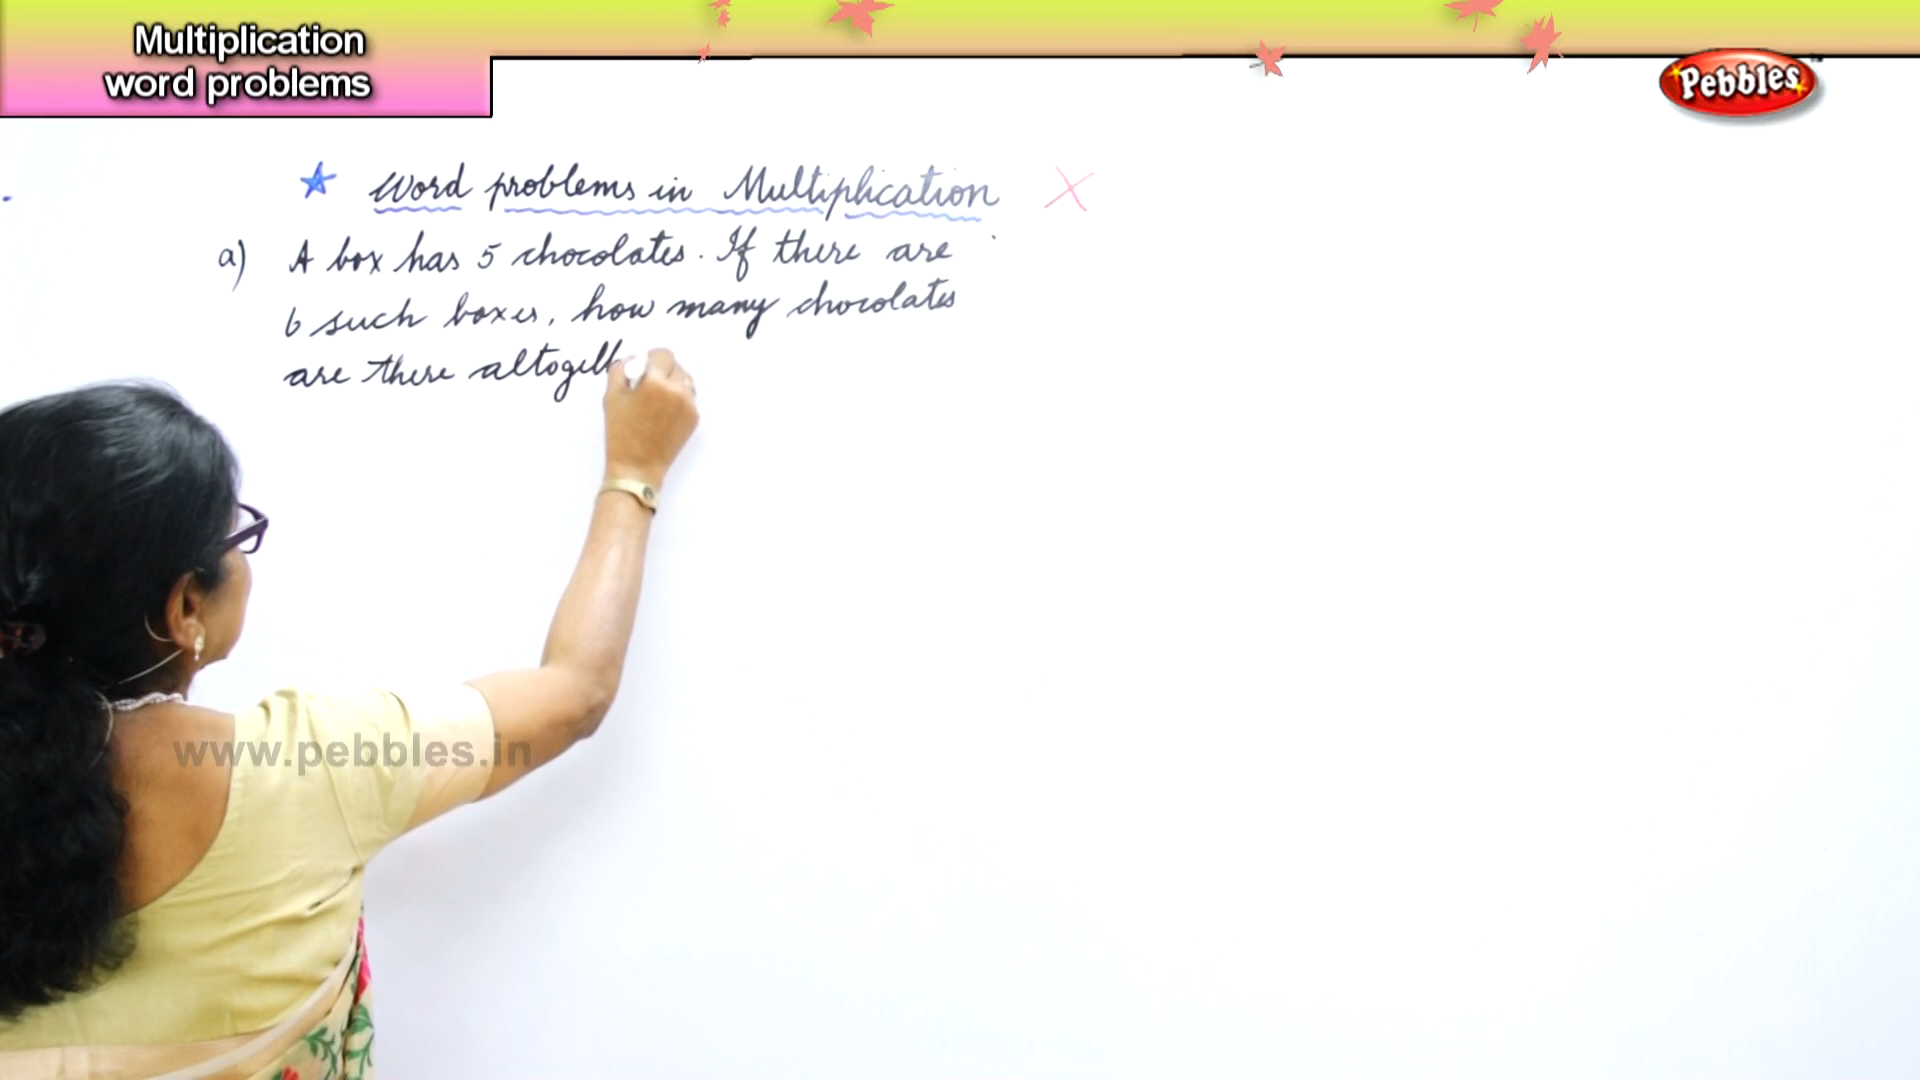 Multiplication
word problems
Pebbles
Word problems in Multiplication X
a) A box has 5 chocolates. If there are
6 such boxes, how many chocolates
are there altogeth
www.pebbles.in